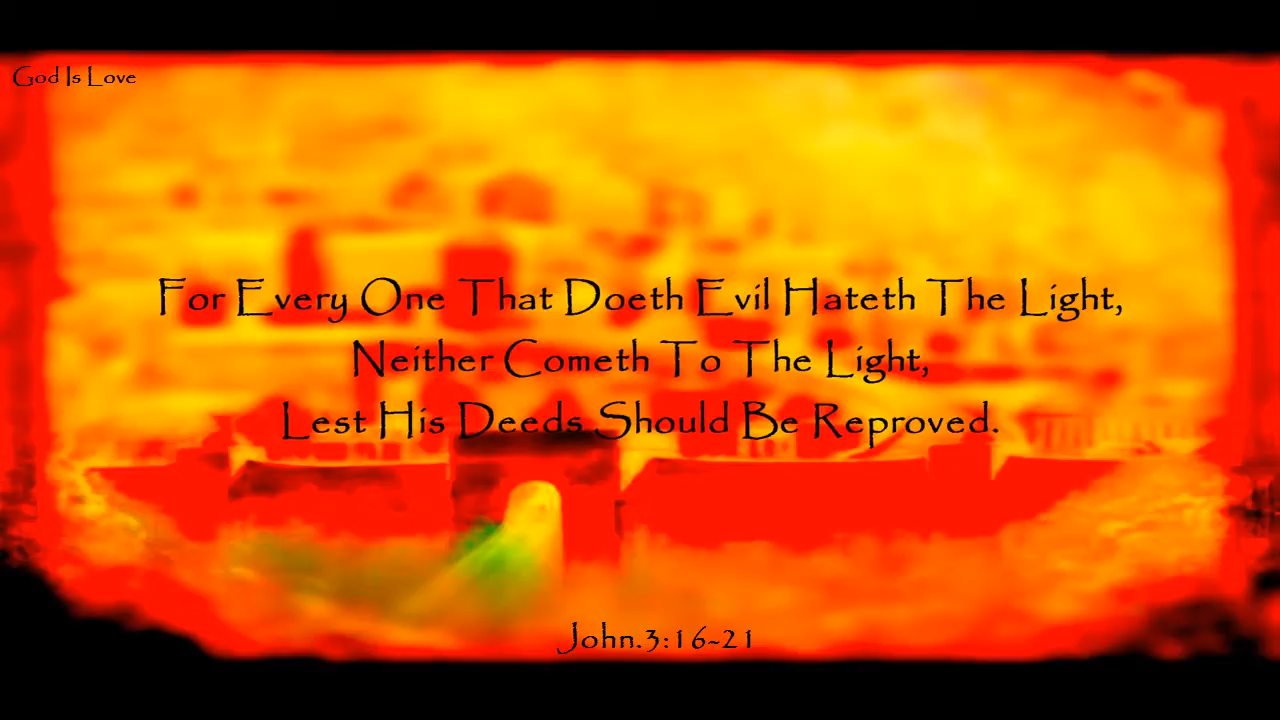 God Is Love
For Every One That Doeth Evil Hateth The Light,
Neither Cometh To The Light,
Lest His Deeds Should Be Reproved.
John.3:16-21